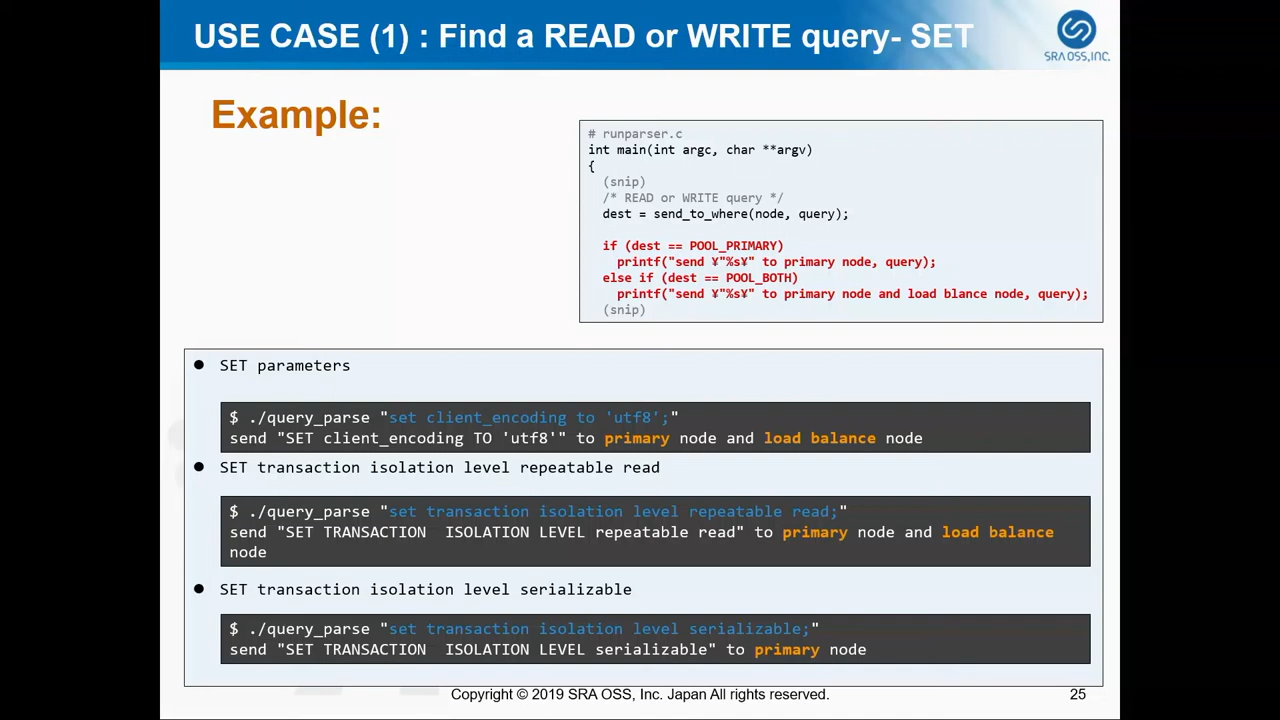 USE CASE (1) : Find a READ or WRITE query- SET
SRA OSS, INC.
Example:
# runparser.c
int main(int argc, char **argv)
{
(snip)
/* READ or WRITE query */
dest = send_to_where(node, query);
if (dest == POOL_PRIMARY)
printf("send ¥"%s¥" to primary node, query);
else if (dest == POOL_BOTH)
printf("send ¥"%s¥" to primary node and load blance node, query);
(snip)
● SET parameters
$ ./query_parse "set client_encoding to 'utf8';"
send "SET client_encoding TO 'utf8'" to primary node and load balance node
● SET transaction isolation level repeatable read
$ ./query_parse "set transaction isolation level repeatable read;"
send "SET TRANSACTION  ISOLATION LEVEL repeatable read" to primary node and load balance
node
● SET transaction isolation level serializable
$ ./query_parse "set transaction isolation level serializable;"
send "SET TRANSACTION  ISOLATION LEVEL serializable" to primary node
Copyright © 2019 SRA OSS, Inc. Japan All rights reserved.
25